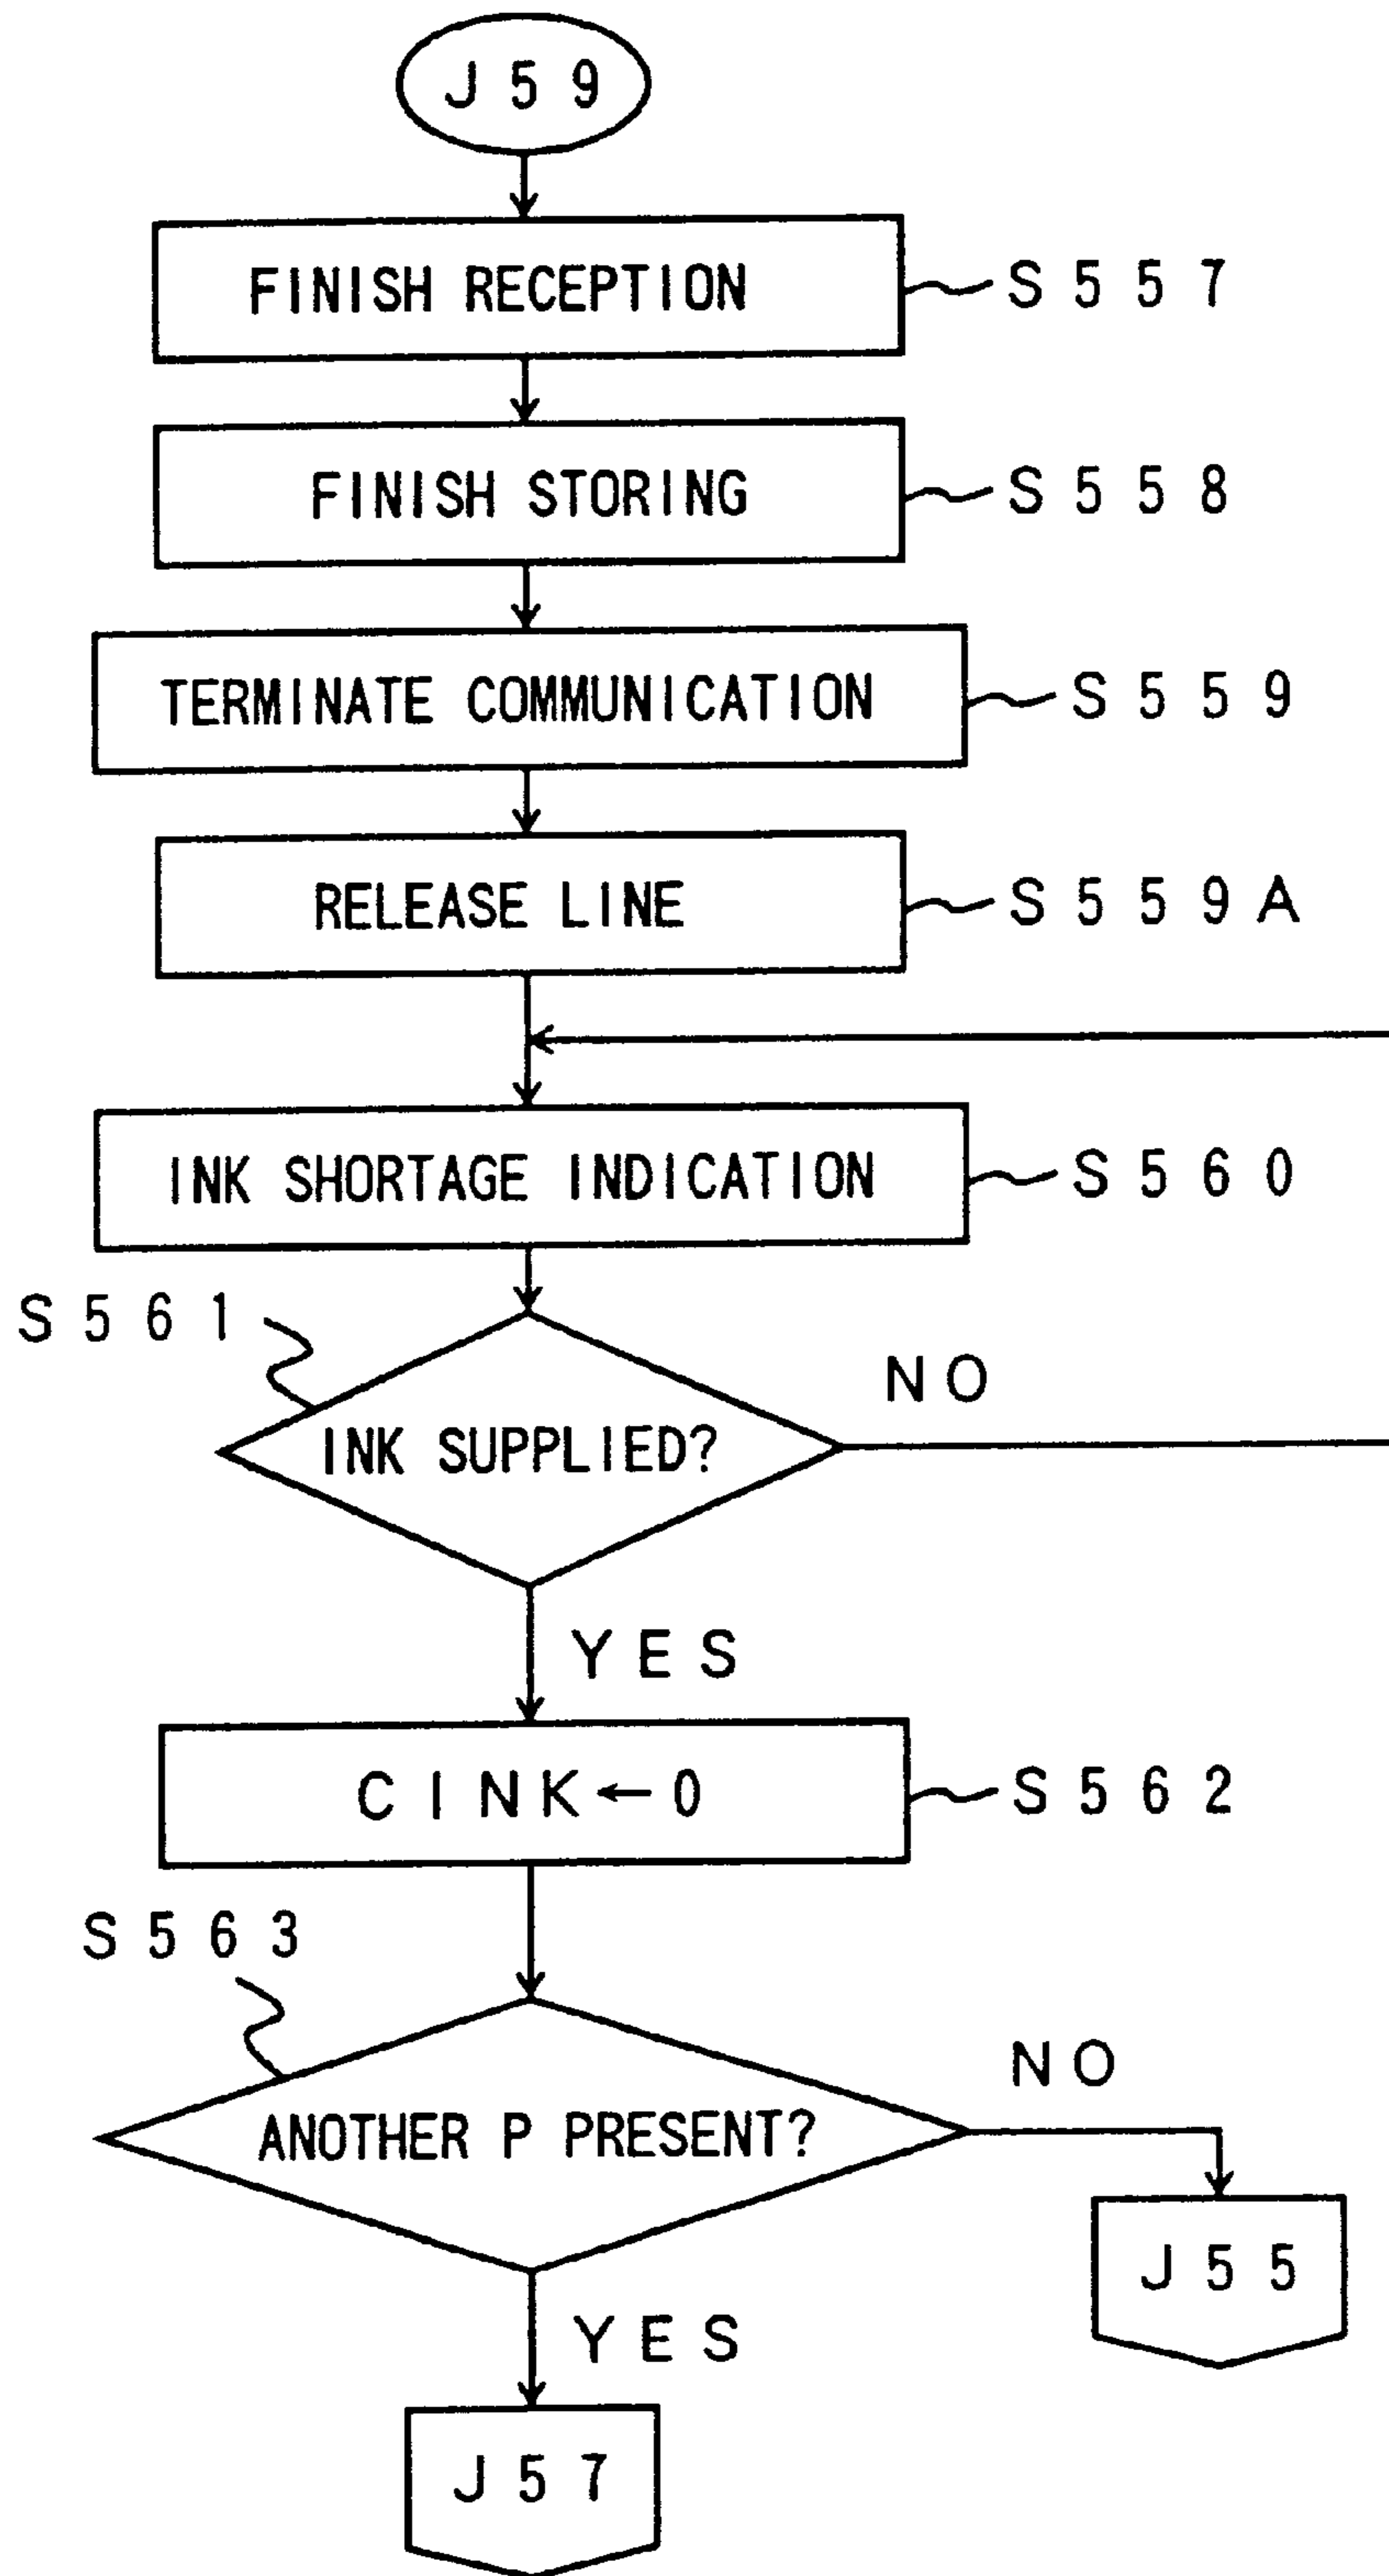 J59
FINISH RECEPTION
S557
FINISH STORING
S558
TERMINATE COMMUNICATION
S559
RELEASE LINE
S559A
INK SHORTAGE INDICATION
S560
S561
INK SUPPLIED?
NO
YES
CINK←0
S562
S563
ANOTHER P PRESENT?
NO
J55
YES
J57